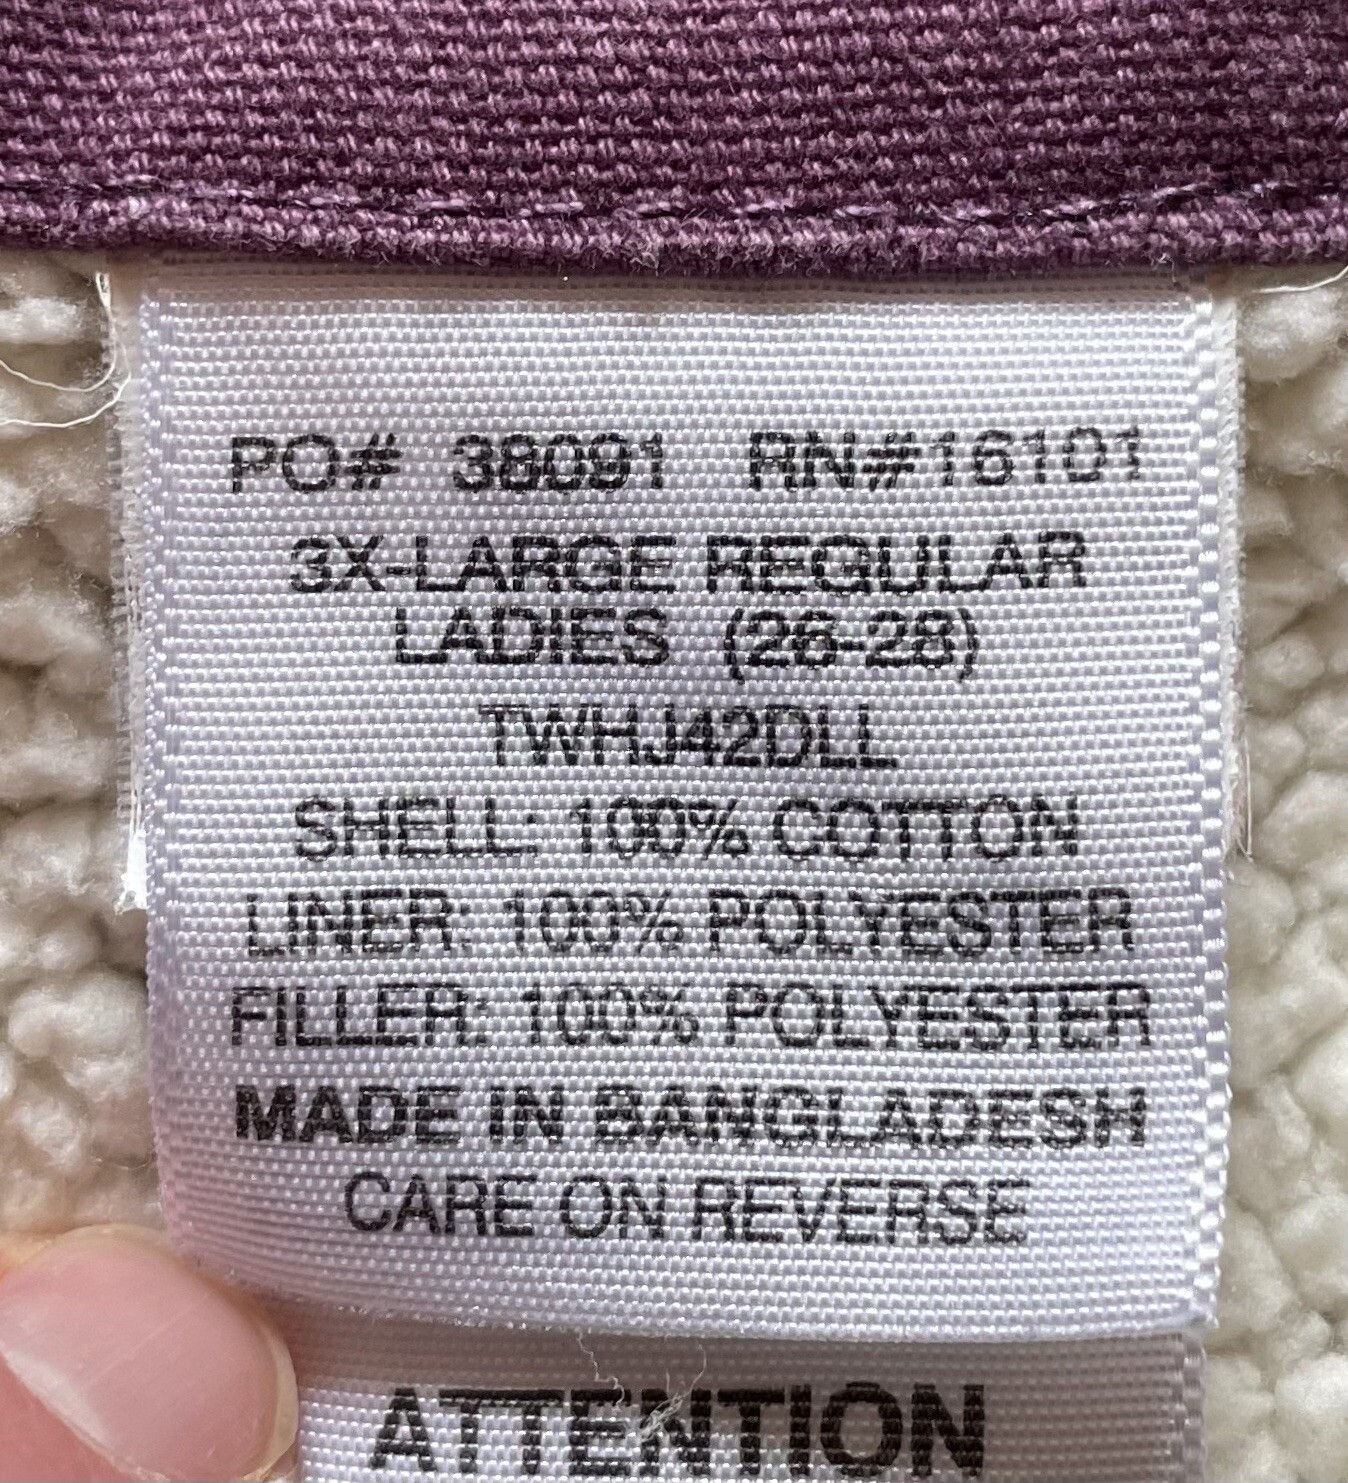 PO# 38091 RN#16101
3X-LARGE REGULAR
LADIES (26-28)
TWHJ42DLL
SHELL: 100% COTTON
LINER: 100% POLYESTER
FILLER: 100% POLYESTER
MADE IN BANGLADESH
CARE ON REVERSE
ATTENTION